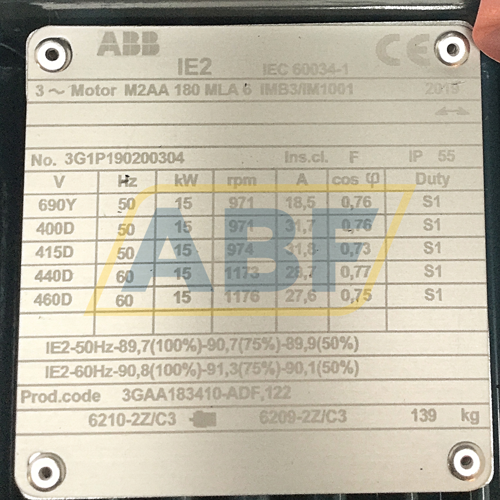 ABB
CE
IE2 IEC 60034-1
3 ~ Motor M2AA 180 MLA 6 IMB3/IM1001 2019
No. 3G1P190200304 Ins.cl. F IP 55
V Hz kW rpm A cos φ Duty
690Y 50 15 971 18,5 0,76 S1
400D 50 15 971 31,7 0,76 S1
415D 50 15 974 31,8 0,73 S1
440D 60 15 1173 28,7 0,77 S1
460D 60 15 1176 27,6 0,75 S1
ABF
IE2-50Hz-89,7(100%)-90,7(75%)-89,9(50%)
IE2-60Hz-90,8(100%)-91,3(75%)-90,1(50%)
Prod.code 3GAA183410-ADF,122
6210-2Z/C3 6209-2Z/C3 139 kg